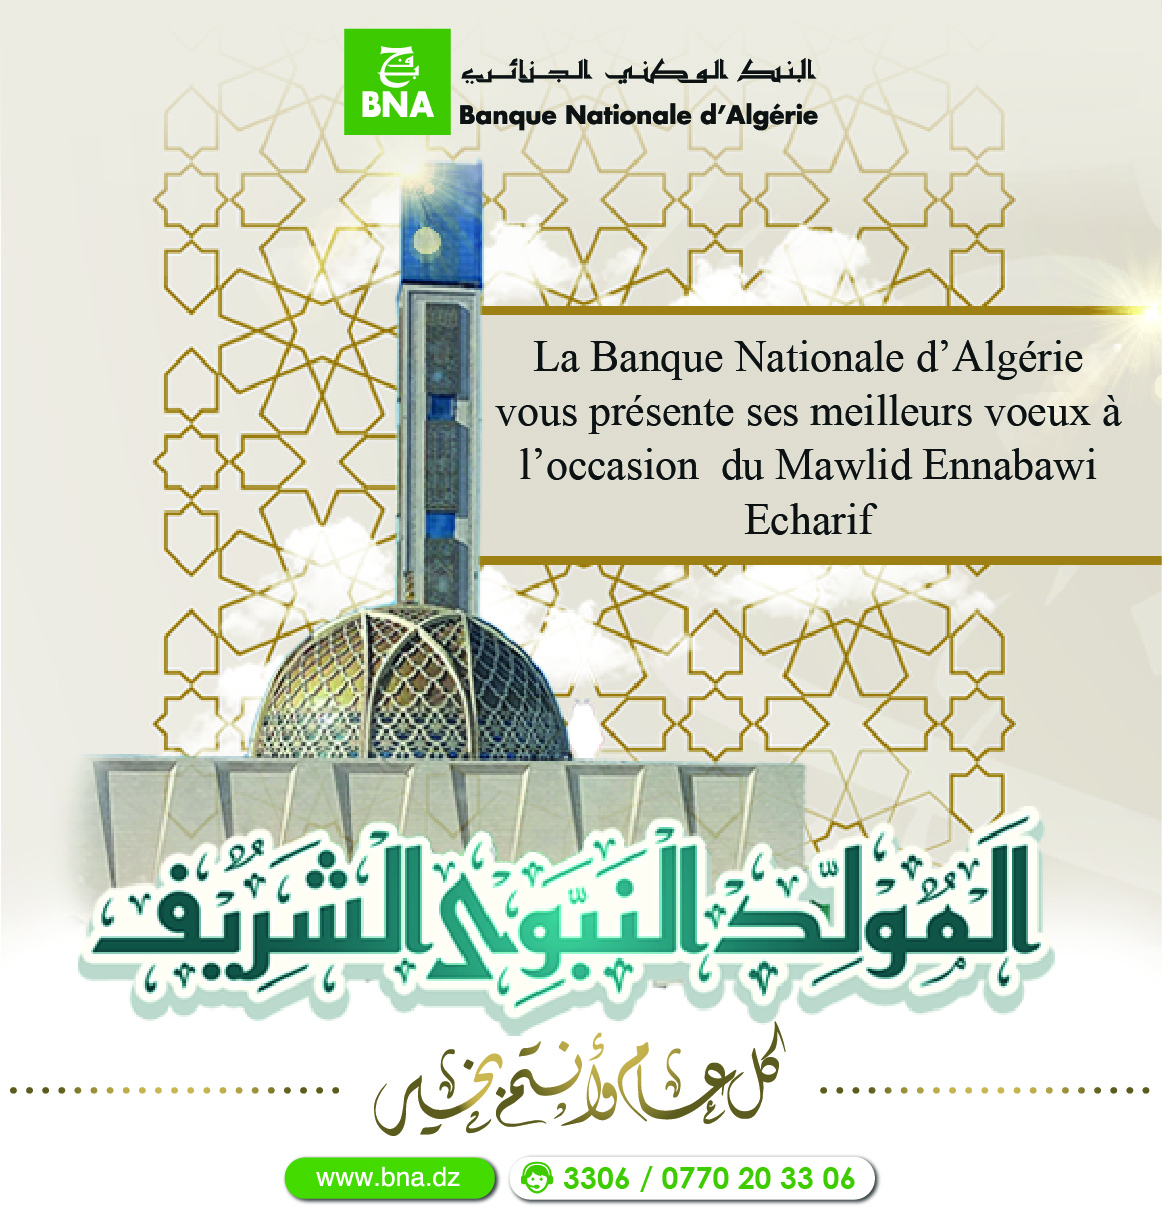 BNA
البنك الوطني الجزائري
Banque Nationale d’Algérie
La Banque Nationale d’Algérie
vous présente ses meilleurs voeux à
l’occasion du Mawlid Ennabawi
Echarif
المولد النبوي الشريف
كل عام وأنتم بخير
www.bna.dz
3306 / 0770 20 33 06